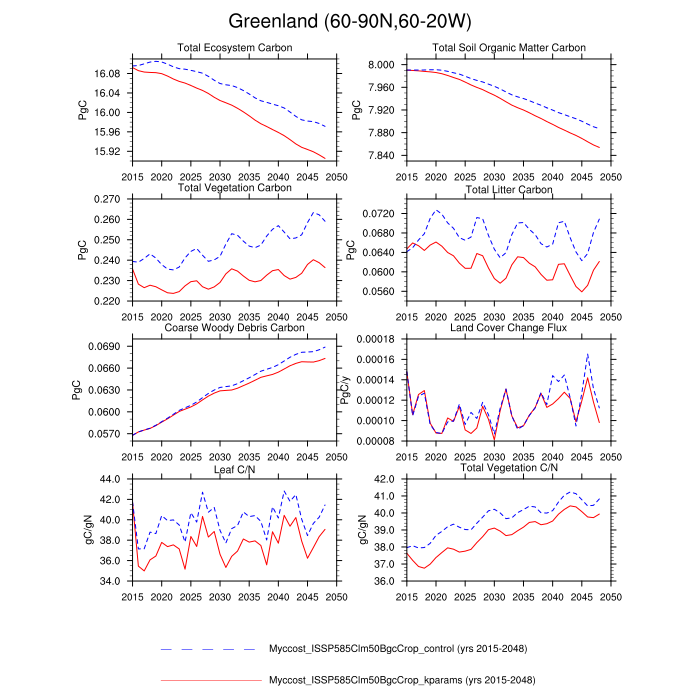 Greenland (60-90N,60-20W)
Total Ecosystem Carbon
PgC
16.08
16.04
16.00
15.96
15.92
2015 2020 2025 2030 2035 2040 2045 2050
Total Soil Organic Matter Carbon
PgC
8.000
7.960
7.920
7.880
7.840
2015 2020 2025 2030 2035 2040 2045 2050
Total Vegetation Carbon
PgC
0.270
0.260
0.250
0.240
0.230
0.220
2015 2020 2025 2030 2035 2040 2045 2050
Total Litter Carbon
PgC
0.0720
0.0680
0.0640
0.0600
0.0560
2015 2020 2025 2030 2035 2040 2045 2050
Coarse Woody Debris Carbon
PgC
0.0690
0.0660
0.0630
0.0600
0.0570
2015 2020 2025 2030 2035 2040 2045 2050
Land Cover Change Flux
PgC/y
0.00018
0.00016
0.00014
0.00012
0.00010
0.00008
2015 2020 2025 2030 2035 2040 2045 2050
Leaf C/N
gC/gN
44.0
42.0
40.0
38.0
36.0
34.0
2015 2020 2025 2030 2035 2040 2045 2050
Total Vegetation C/N
gC/gN
42.0
41.0
40.0
39.0
38.0
37.0
36.0
2015 2020 2025 2030 2035 2040 2045 2050
Myccost_ISSP585Clm50BgcCrop_control (yrs 2015-2048)
Myccost_ISSP585Clm50BgcCrop_kparams (yrs 2015-2048)